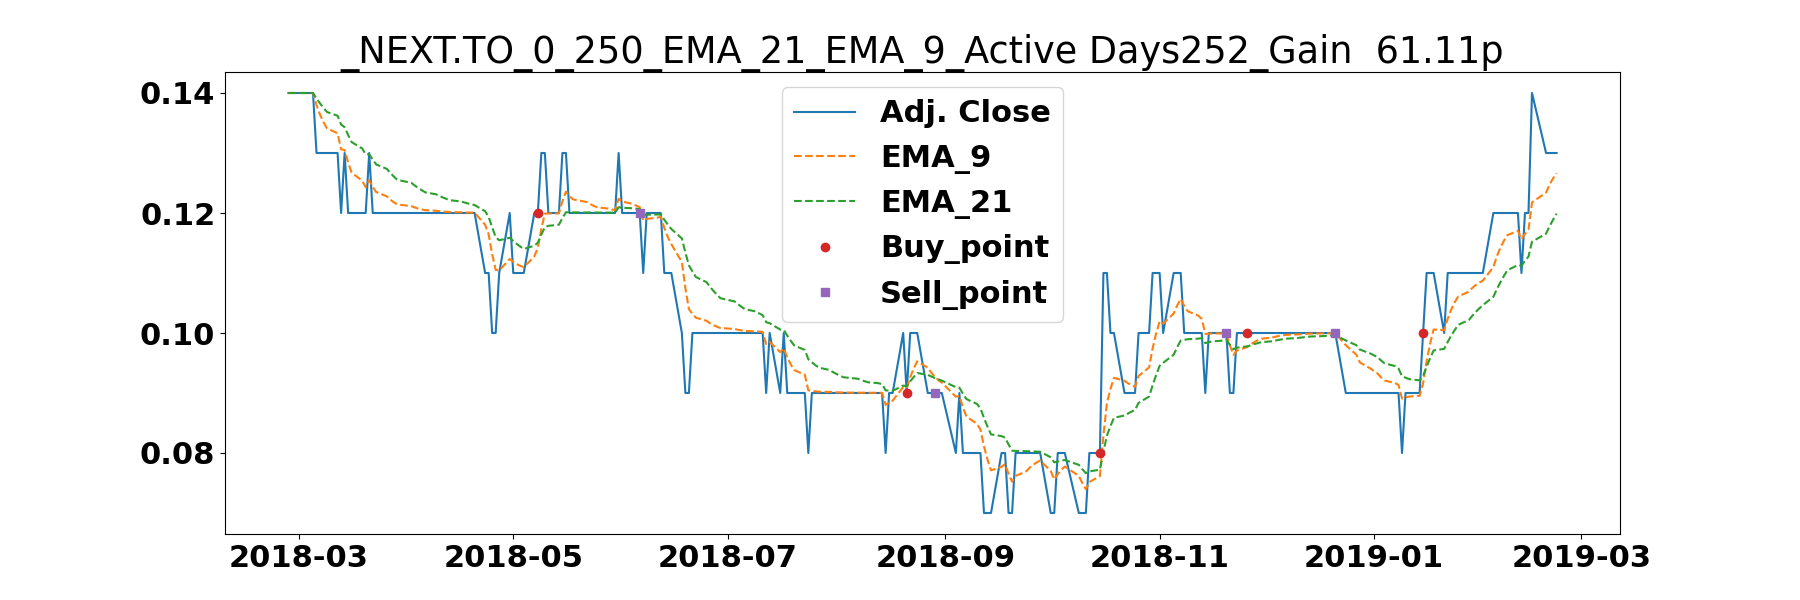 _NEXT.TO_0_250_EMA_21_EMA_9_Active Days252_Gain  61.11p
0.14
0.12
0.10
0.08
Adj. Close
EMA_9
EMA_21
Buy_point
Sell_point
2018-03
2018-05
2018-07
2018-09
2018-11
2019-01
2019-03